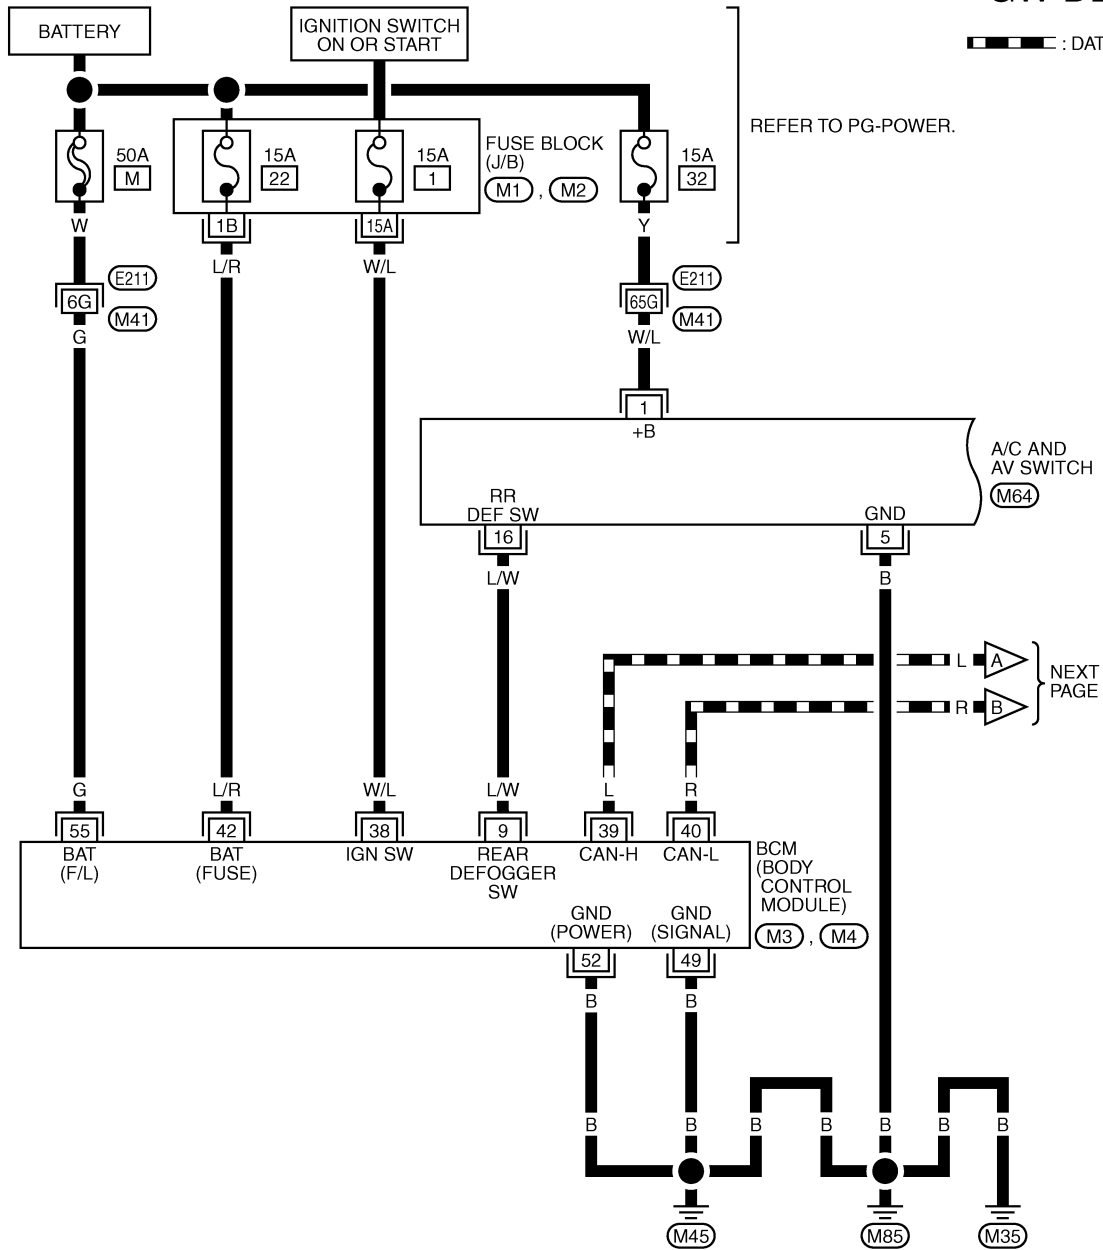 BATTERY
IGNITION SWITCH
ON OR START
: DAT
REFER TO PG-POWER.
50A
M
15A
22
15A
1
FUSE BLOCK
(J/B)
M1 , M2
15A
32
W
1B
15A
Y
L/R
W/L
E211
6G
M41
G
E211
65G
M41
W/L
1
+B
A/C AND
AV SWITCH
M64
RR
DEF SW
GND
16
5
L/W
B
L
A
R
B
NEXT
PAGE
G
L/R
W/L
L/W
L
R
55
42
38
9
39
40
BAT
(F/L)
BAT
(FUSE)
IGN SW
REAR
DEFOGGER
SW
CAN-H
CAN-L
BCM
(BODY
CONTROL
MODULE)
M3 , M4
GND
(POWER)
GND
(SIGNAL)
52
49
B
B
B
B
B
B
B
B
B
M45
M85
M35